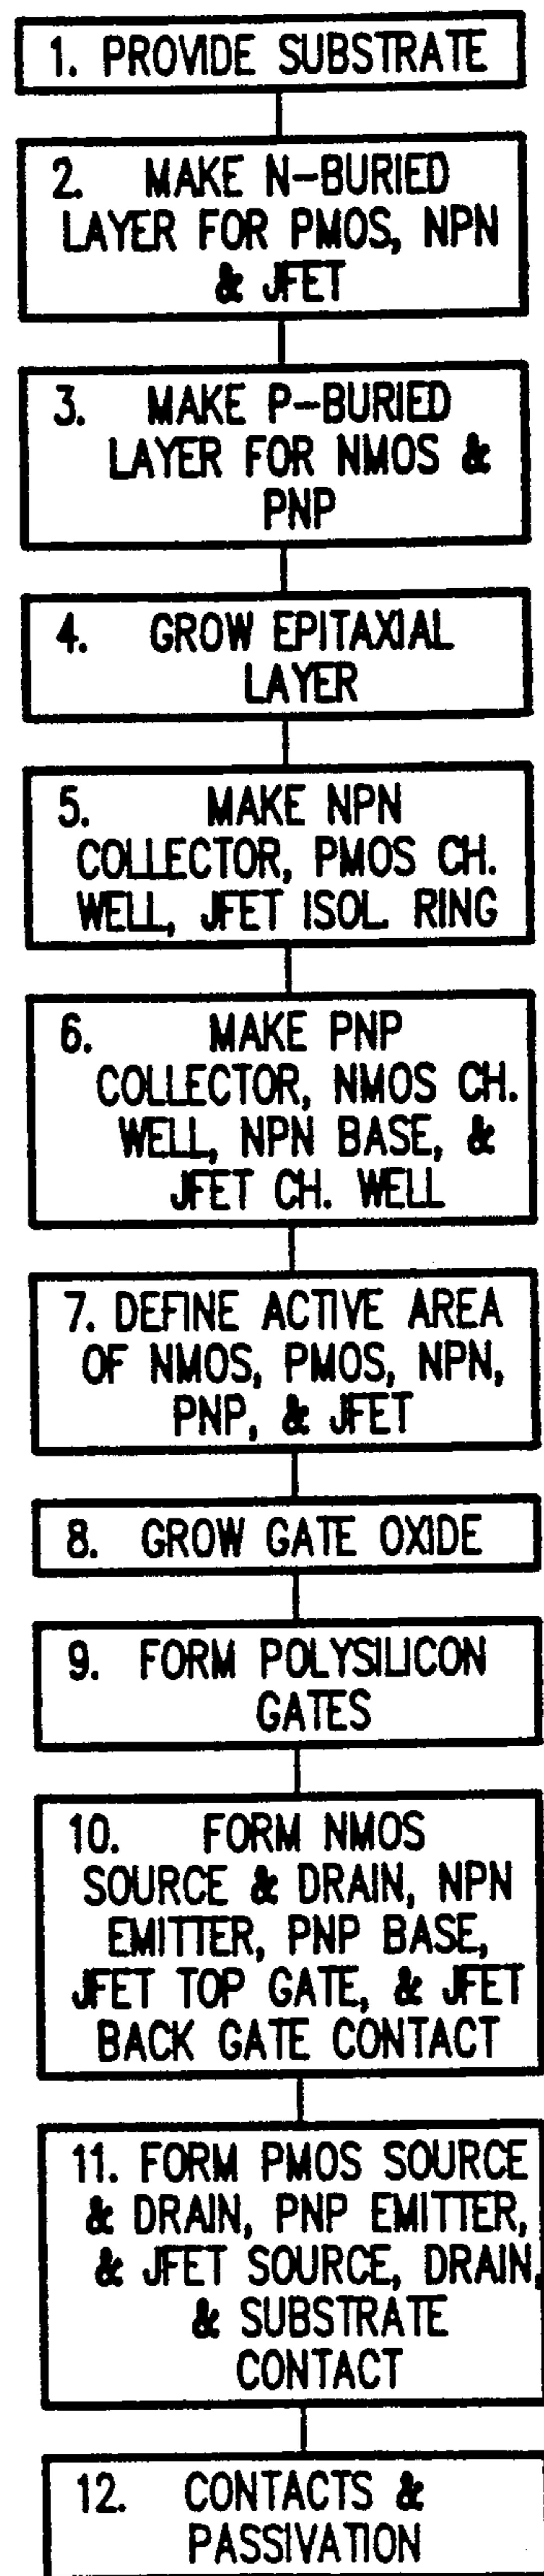 1. PROVIDE SUBSTRATE
2. MAKE N-BURIED
LAYER FOR PMOS, NPN
& JFET
3. MAKE P-BURIED
LAYER FOR NMOS &
PNP
4. GROW EPITAXIAL
LAYER
5. MAKE NPN
COLLECTOR, PMOS CH.
WELL, JFET ISOL. RING
6. MAKE PNP
COLLECTOR, NMOS CH.
WELL, NPN BASE, &
JFET CH. WELL
7. DEFINE ACTIVE AREA
OF NMOS, PMOS, NPN,
PNP, & JFET
8. GROW GATE OXIDE
9. FORM POLYSILICON
GATES
10. FORM NMOS
SOURCE & DRAIN, NPN
EMITTER, PNP BASE,
JFET TOP GATE, & JFET
BACK GATE CONTACT
11. FORM PMOS SOURCE
& DRAIN, PNP EMITTER,
& JFET SOURCE, DRAIN,
& SUBSTRATE
CONTACT
12. CONTACTS &
PASSIVATION